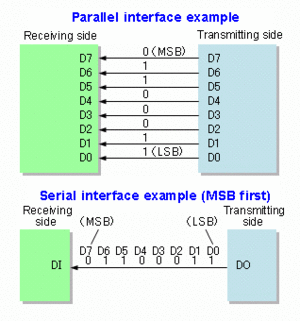 Parallel interface example
Receiving side Transmitting side
0 (MSB)
D7 D7
1
D6 D6
1
D5 D5
0
D4 D4
0
D3 D3
0
D2 D2
1
D1 D1
1 (LSB)
D0 D0
Serial interface example (MSB first)
Receiving side Transmitting side
(MSB) (LSB)
D7 D6 D5 D4 D3 D2 D1 D0
0 1 1 0 0 0 1 1
DI DO